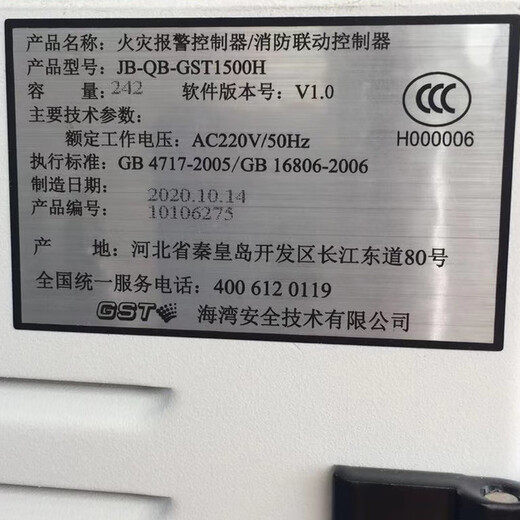 产品名称：火灾报警控制器/消防联动控制器
产品型号：JB-QB-GST1500H
容　　量：242　软件版本号：V1.0
主要技术参数：
额定工作电压：AC220V/50Hz
执行标准：GB 4717-2005/GB 16806-2006
制造日期：2020.10.14
产品编号：10106275
CCC
H000006
产　　地：河北省秦皇岛开发区长江东道80号
全国统一服务电话：400 612 0119
GST 海湾安全技术有限公司